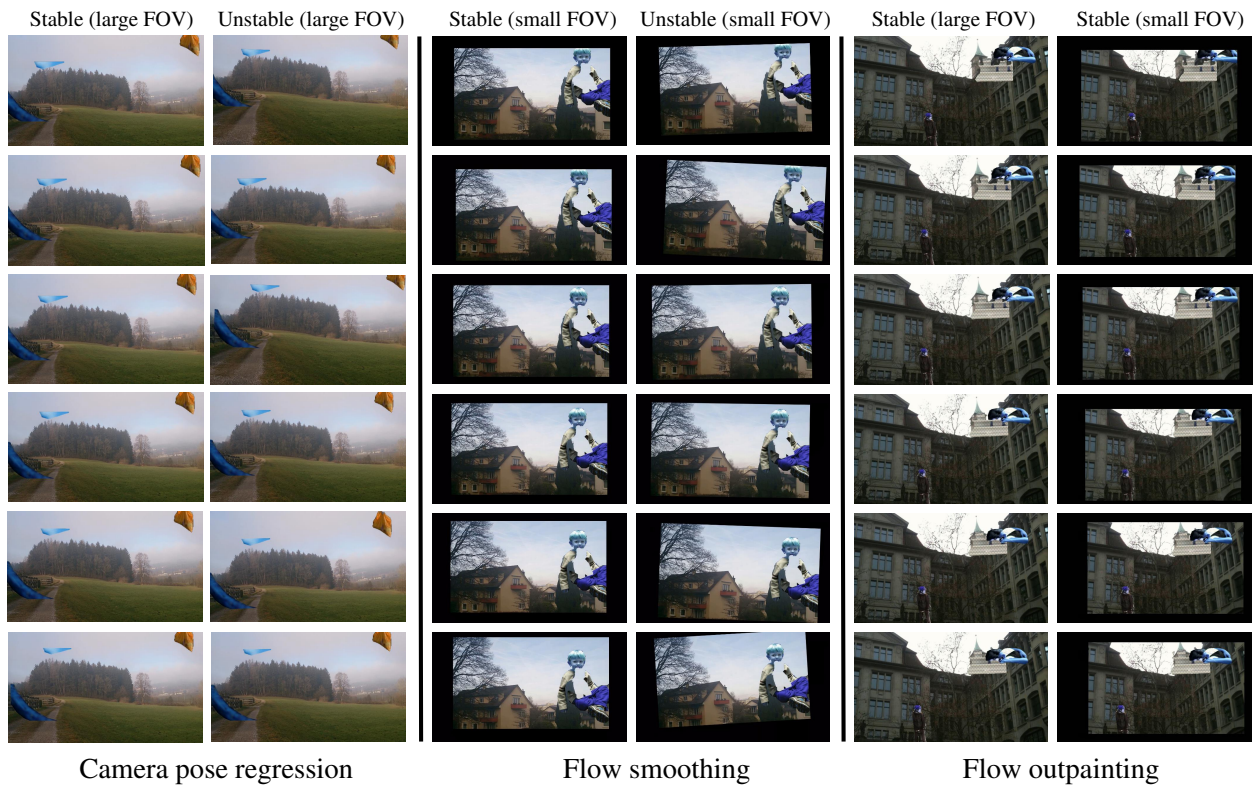 Stable (large FOV) Unstable (large FOV) Stable (small FOV) Unstable (small FOV) Stable (large FOV) Stable (small FOV)
Camera pose regression Flow smoothing Flow outpainting